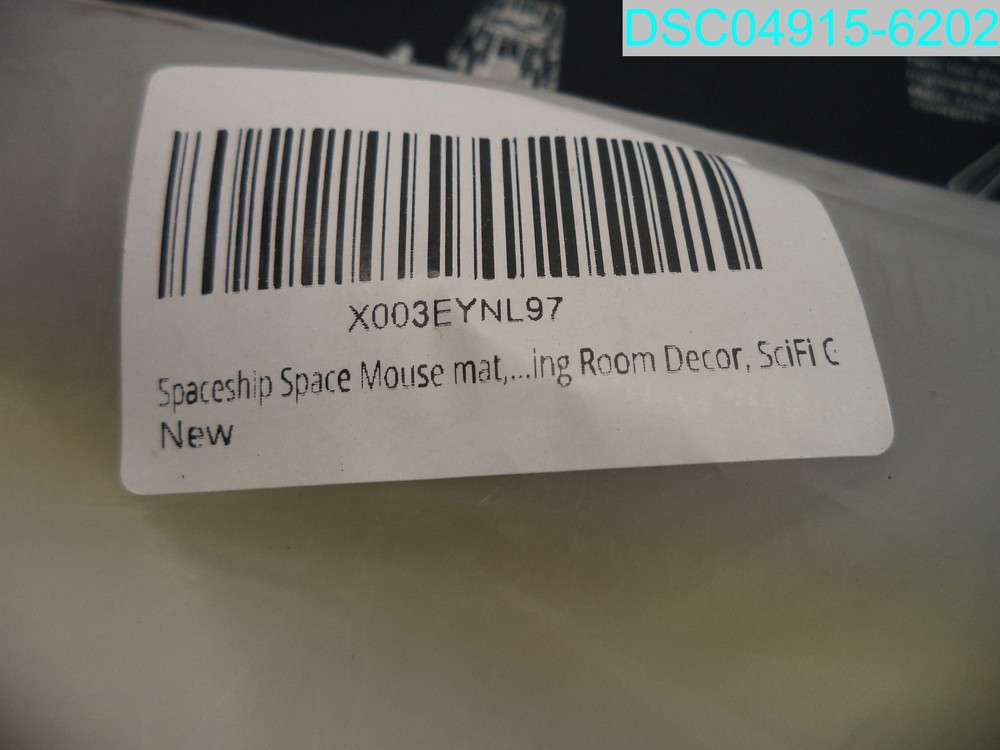 DSC04915-6202
X003EYNL97
Spaceship Space Mouse mat,...ing Room Decor, SciFi G
New